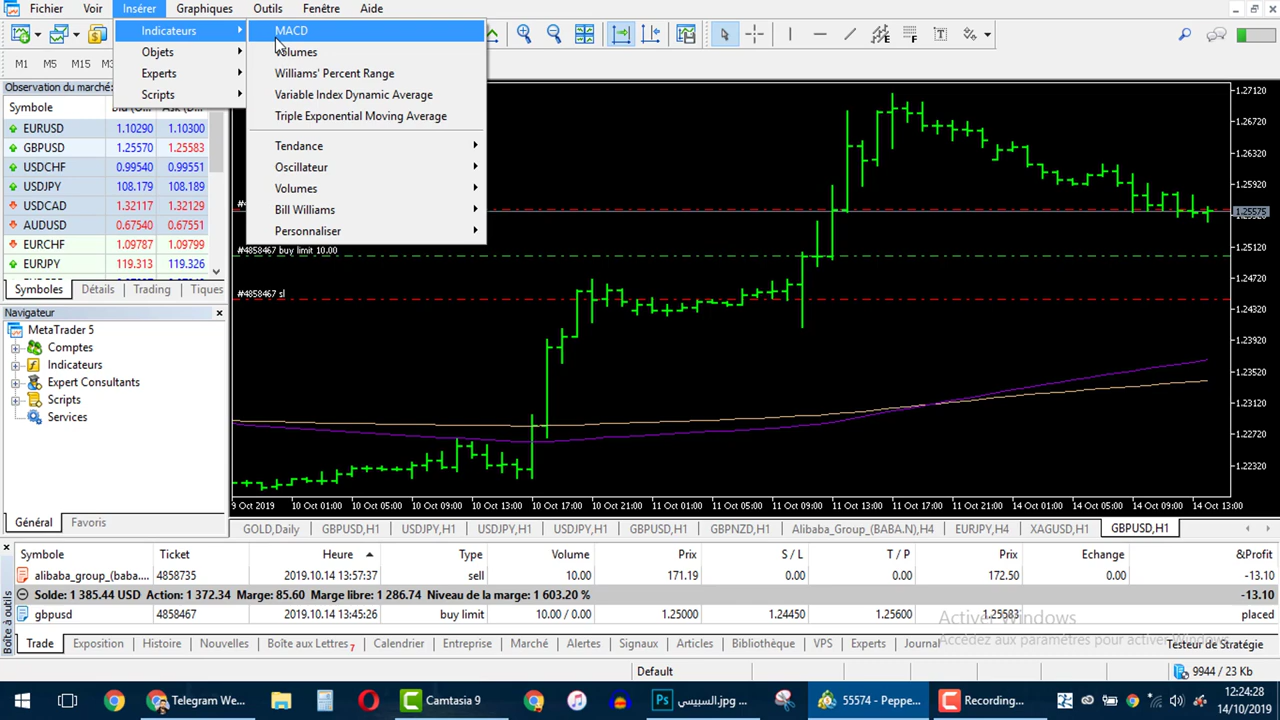 Fichier Voir Insérer Graphiques Outils Fenêtre Aide
Indicateurs
Objets
Experts
Scripts
MACD
Volumes
Williams' Percent Range
Variable Index Dynamic Average
Triple Exponential Moving Average
Tendance
Oscillateur
Volumes
Bill Williams
Personnaliser
M1 M5 M15
Observation du marché:
Symbole
EURUSD 1.10290 1.10300
GBPUSD 1.25570 1.25583
USDCHF 0.99540 0.99551
USDJPY 108.179 108.189
USDCAD 1.32117 1.32129
AUDUSD 0.67540 0.67551
EURCHF 1.09787 1.09799
EURJPY 119.313 119.326
Symboles Détails Trading Tiques
Navigateur
MetaTrader 5
Comptes
Indicateurs
Expert Consultants
Scripts
Services
Général Favoris
#4858467 buy limit 10.00
#4858467 sl
1.27120
1.26720
1.26320
1.25920
1.25575
1.25120
1.24720
1.24320
1.23920
1.23520
1.23120
1.22720
1.22320
9 Oct 2019 10 Oct 01:00 10 Oct 05:00 10 Oct 09:00 10 Oct 13:00 10 Oct 17:00 10 Oct 21:00 11 Oct 01:00 11 Oct 05:00 11 Oct 09:00 11 Oct 13:00 11 Oct 17:00 11 Oct 21:00 14 Oct 01:00 14 Oct 05:00 14 Oct 09:00 14 Oct 13:00
GOLD,Daily GBPUSD,H1 USDJPY,H1 USDJPY,H1 USDJPY,H1 GBPUSD,H1 GBPNZD,H1 Alibaba_Group_(BABA.N),H4 EURJPY,H4 XAGUSD,H1 GBPUSD,H1
Boîte à outils
Symbole Ticket Heure Type Volume Prix S / L T / P Prix Echange &Profit
alibaba_group_(baba.... 4858735 2019.10.14 13:57:37 sell 10.00 171.19 0.00 0.00 172.50 0.00 -13.10
Solde: 1 385.44 USD Action: 1 372.34 Marge: 85.60 Marge libre: 1 286.74 Niveau de la marge: 1 603.20 % -13.10
gbpusd 4858467 2019.10.14 13:45:26 buy limit 10.00 / 0.00 1.25000 1.24450 1.25600 1.25583 placed
Activer Windows
Accédez aux paramètres pour activer Windows.
Trade Exposition Historie Nouvelles Boîte aux Lettres 7 Calendrier Entreprise Marché Alertes Signaux Articles Bibliothèque VPS Experts Journal Testeur de Stratégie
Default 9944 / 23 Kb
Telegram We... Camtasia 9 السبيسي.jpg ... 55574 - Peppe... Recording...
12:24:28
14/10/2019